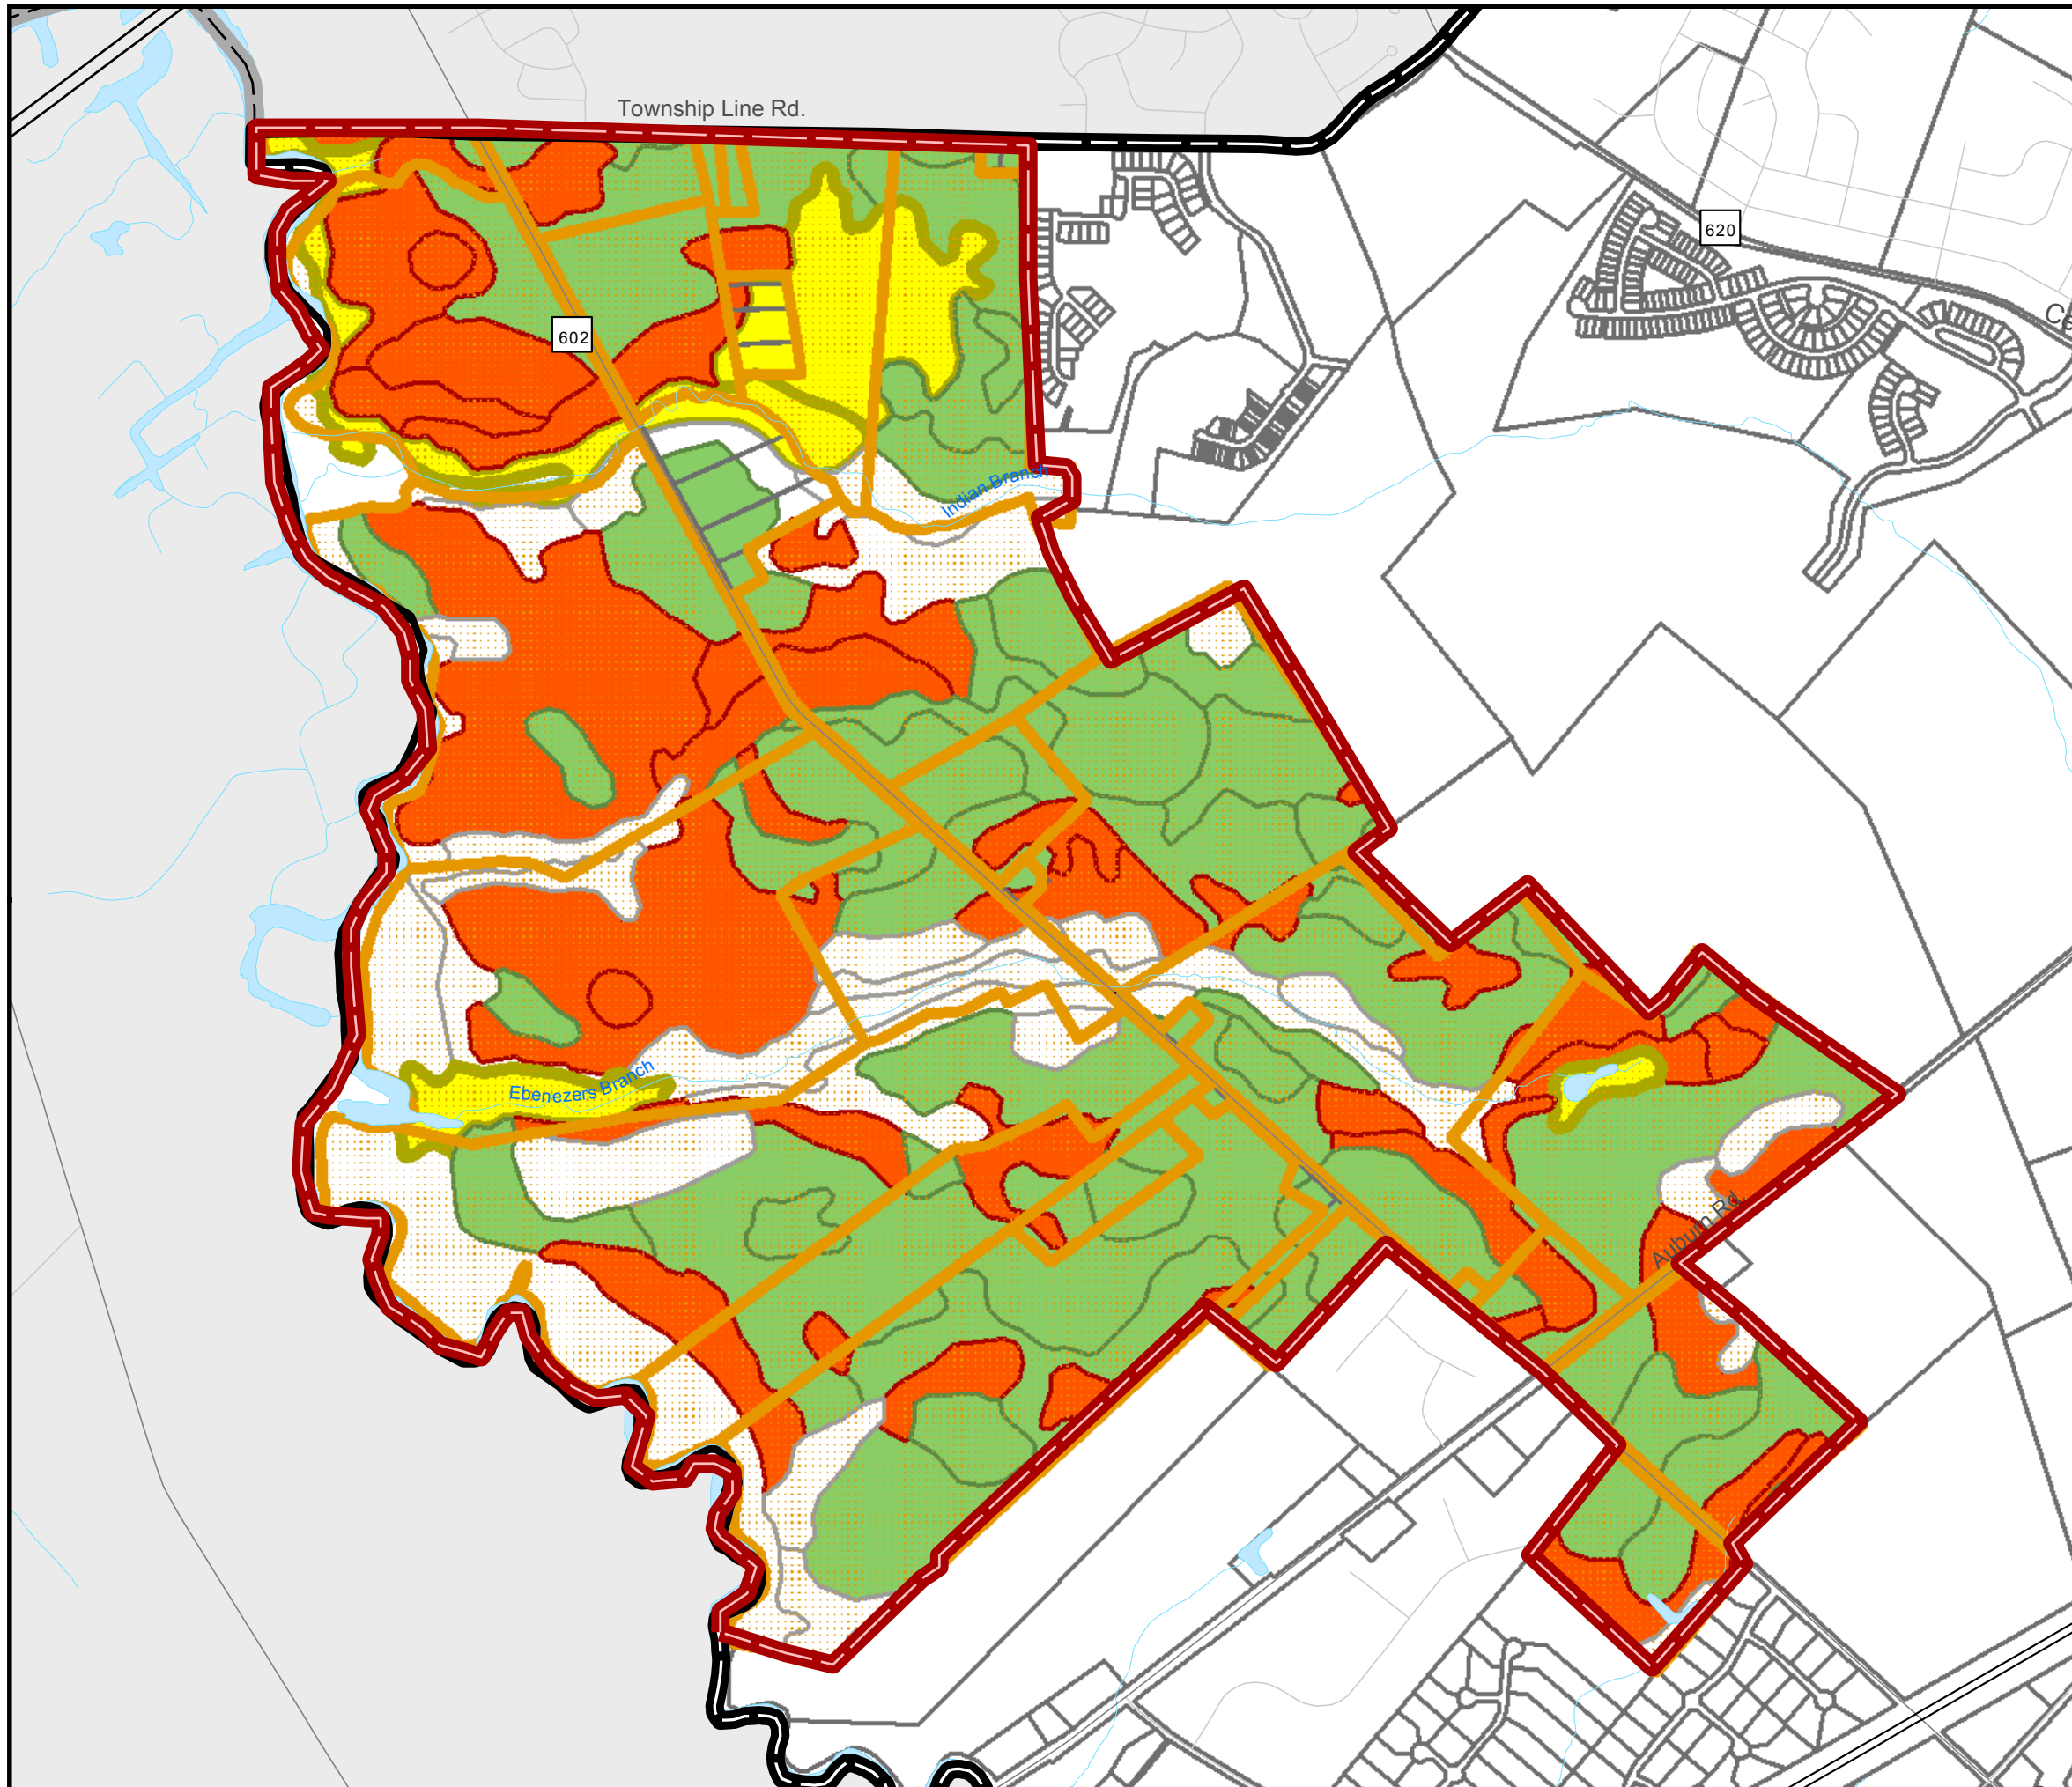 Township Line Rd.
620
602
Indian Branch
Ebenezers Branch
Auburn Rd.